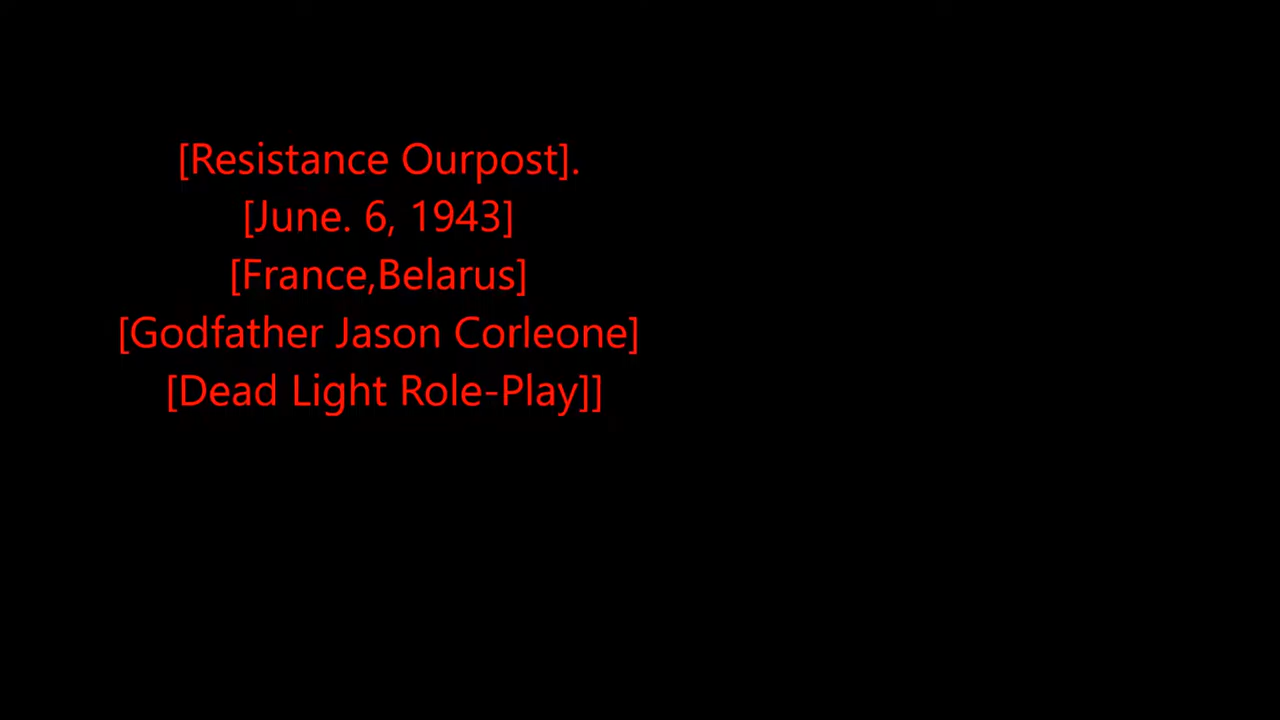 [Resistance Ourpost].
[June. 6, 1943]
[France,Belarus]
[Godfather Jason Corleone]
[Dead Light Role-Play]]